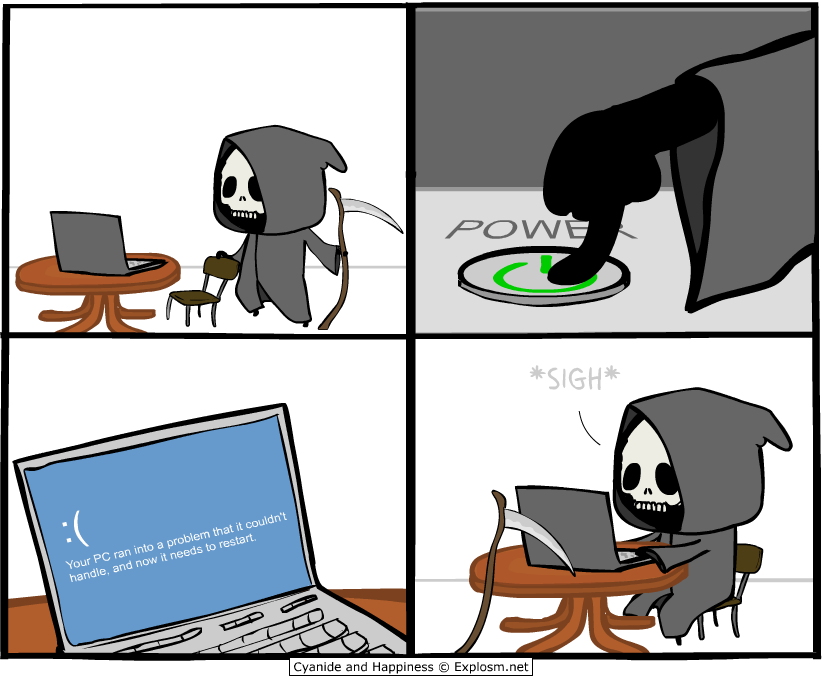 POWER
:(
Your PC ran into a problem that it couldn't
handle, and now it needs to restart.
*SIGH*
Cyanide and Happiness © Explosm.net